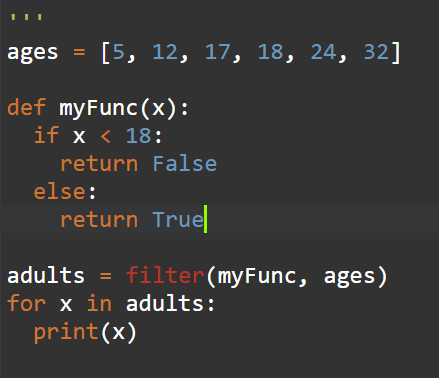 '''
ages = [5, 12, 17, 18, 24, 32]
def myFunc(x):
  if x < 18:
    return False
  else:
    return True
adults = filter(myFunc, ages)
for x in adults:
  print(x)